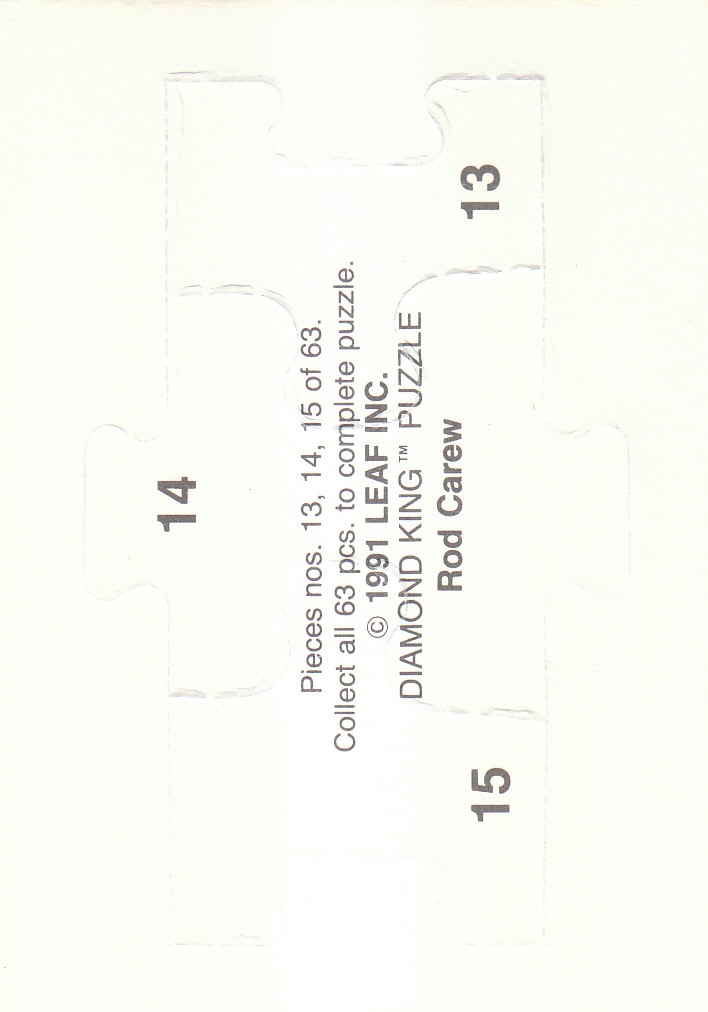 13
14
Pieces nos. 13, 14, 15 of 63.
Collect all 63 pcs. to complete puzzle.
© 1991 LEAF INC.
DIAMOND KING™ PUZZLE
Rod Carew
15